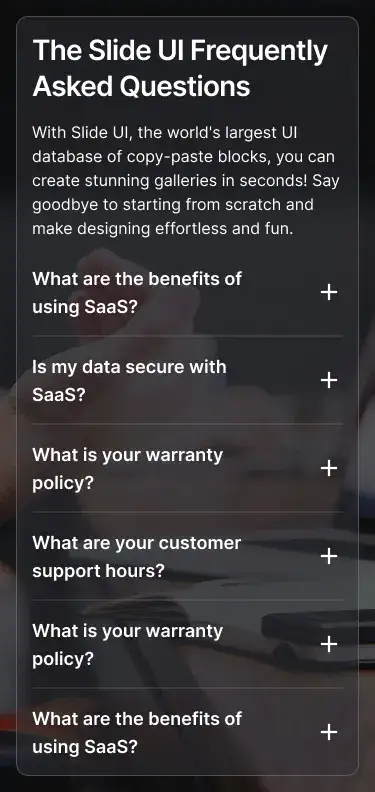 The Slide UI Frequently
Asked Questions
With Slide UI, the world's largest UI
database of copy-paste blocks, you can
create stunning galleries in seconds! Say
goodbye to starting from scratch and
make designing effortless and fun.
What are the benefits of
using SaaS?
Is my data secure with
SaaS?
What is your warranty
policy?
What are your customer
support hours?
What is your warranty
policy?
What are the benefits of
using SaaS?